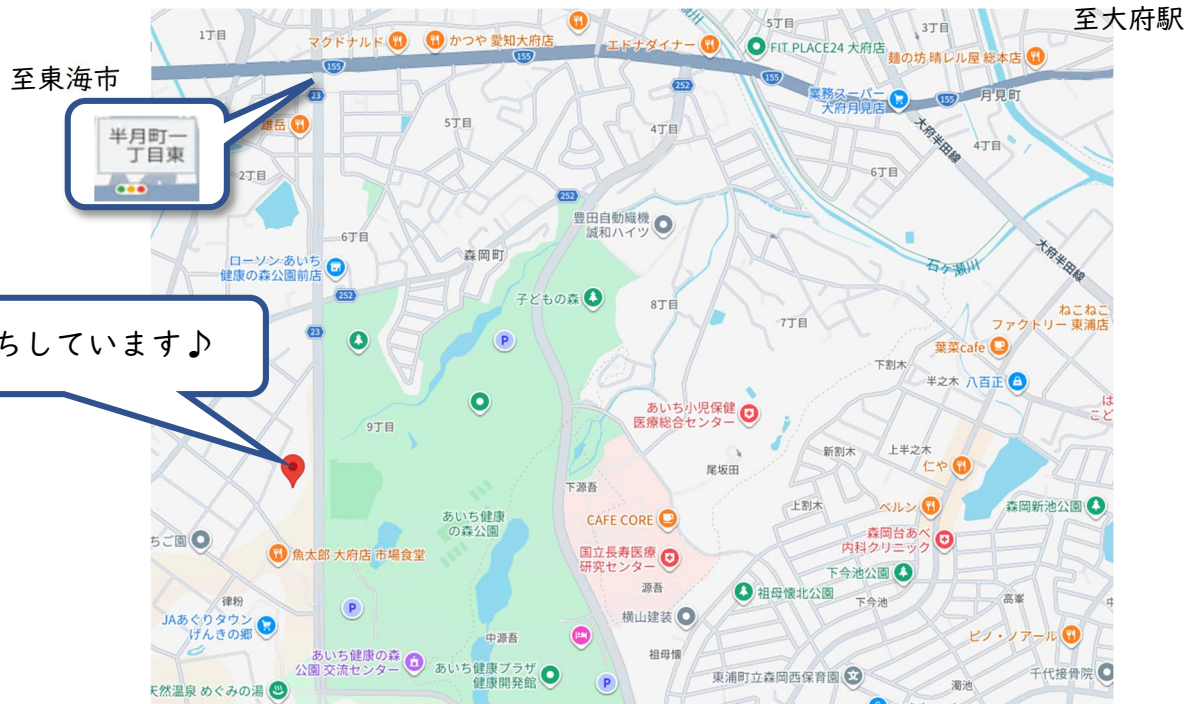 至大府駅
1丁目
マクドナルド
かつや 愛知大府店
エドナダイナー
5丁目
FIT PLACE24 大府店
3丁目
麺の坊 晴レル屋 総本店
至東海市
155
155
155
155
252
23
業務スーパー
大府月見店
月見町
半月町一
丁目東
雄岳
5丁目
4丁目
大府半田線
4丁目
2丁目
6丁目
252
豊田自動織機
誠和ハイツ
6丁目
森岡町
ローソン あいち
健康の森公園前店
石ヶ瀬川
大府半田線
252
子どもの森
8丁目
7丁目
ねこねこ
ファクトリー 東浦店
23
P
ちしています♪
葉菜cafe
下割木
半之木
八百正
あいち小児保健
医療総合センター
は
こど
9丁目
新割木
上半之木
仁や
尾坂田
下源吾
あいち健康
の森公園
上割木
ベルン
森岡新池公園
CAFE CORE
森岡台あべ
内科クリニック
ちご園
魚太郎 大府店 市場食堂
国立長寿医療
研究センター
下今池公園
源吾
祖母懐北公園
下今池
高峯
律粉
P
JAあぐりタウン
げんきの郷
横山建装
中源吾
ピノ・ノアール
あいち健康の森
公園 交流センター
祖母懐
あいち健康プラザ
健康開発館
東浦町立森岡西保育園
千代接骨院
天然温泉 めぐみの湯
P
濁池